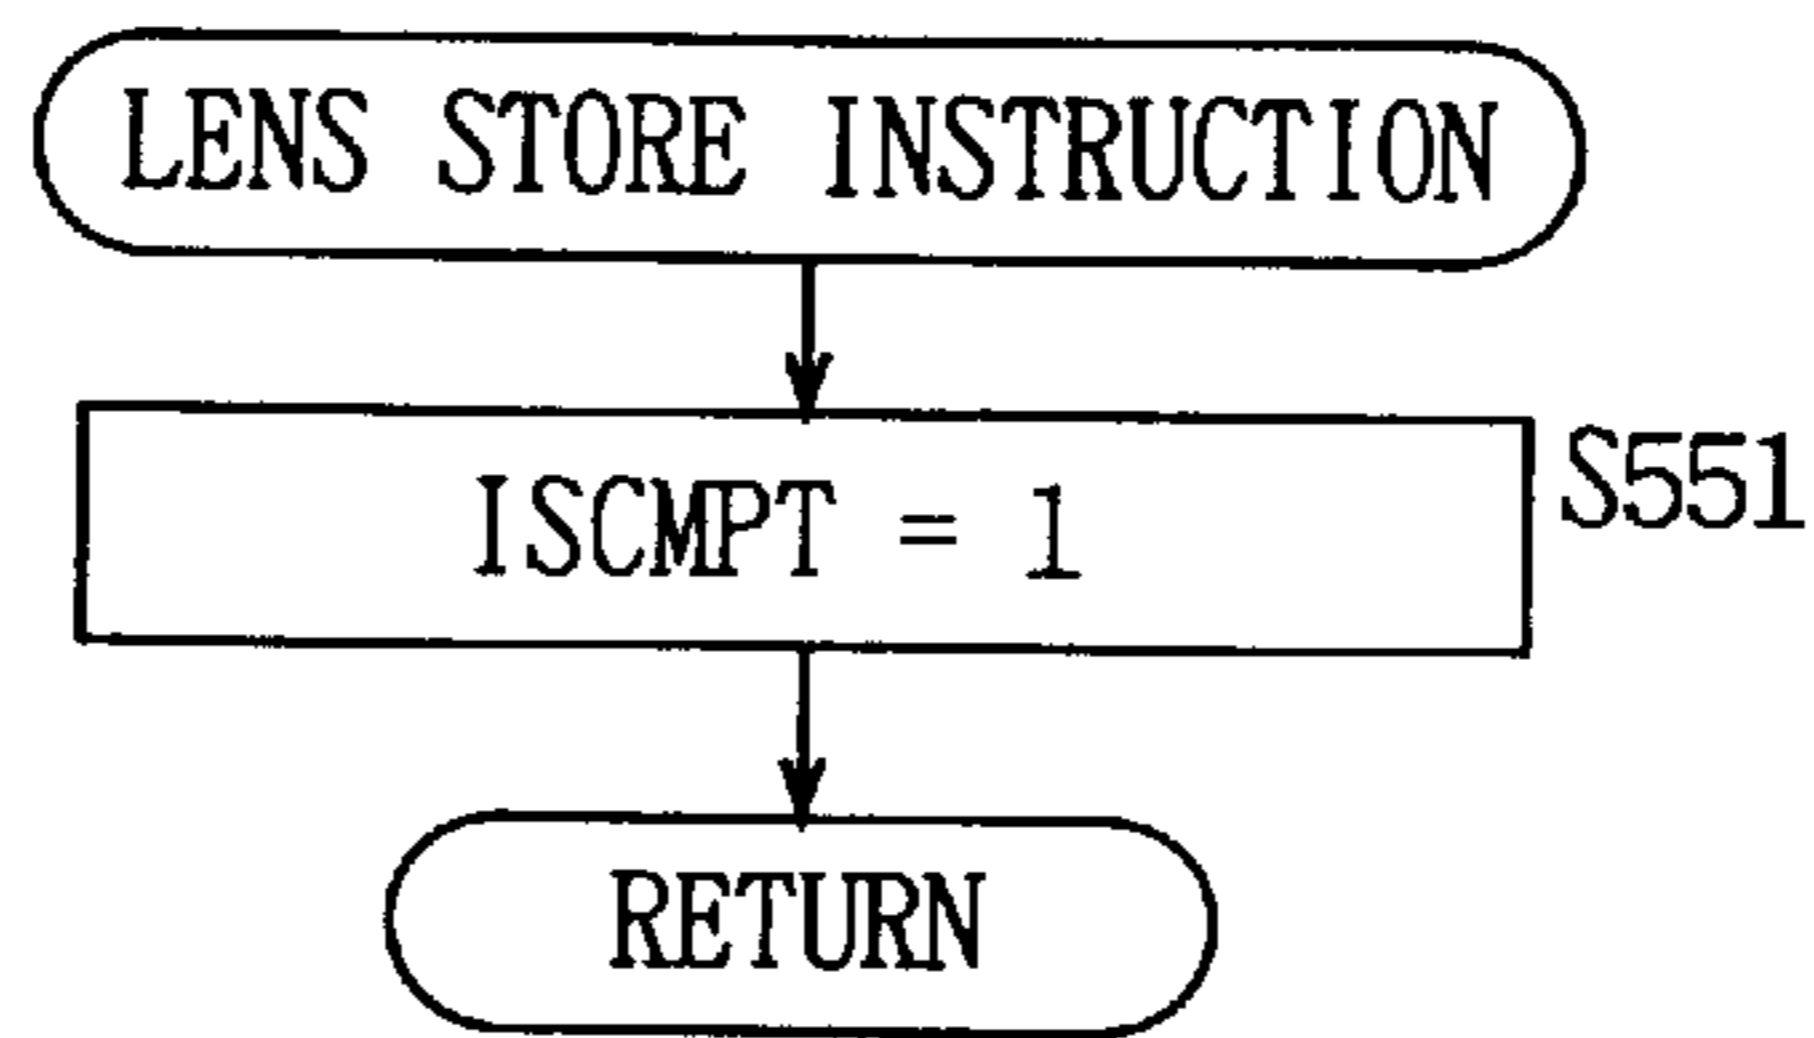 LENS STORE INSTRUCTION
ISCMPT = 1
S551
RETURN